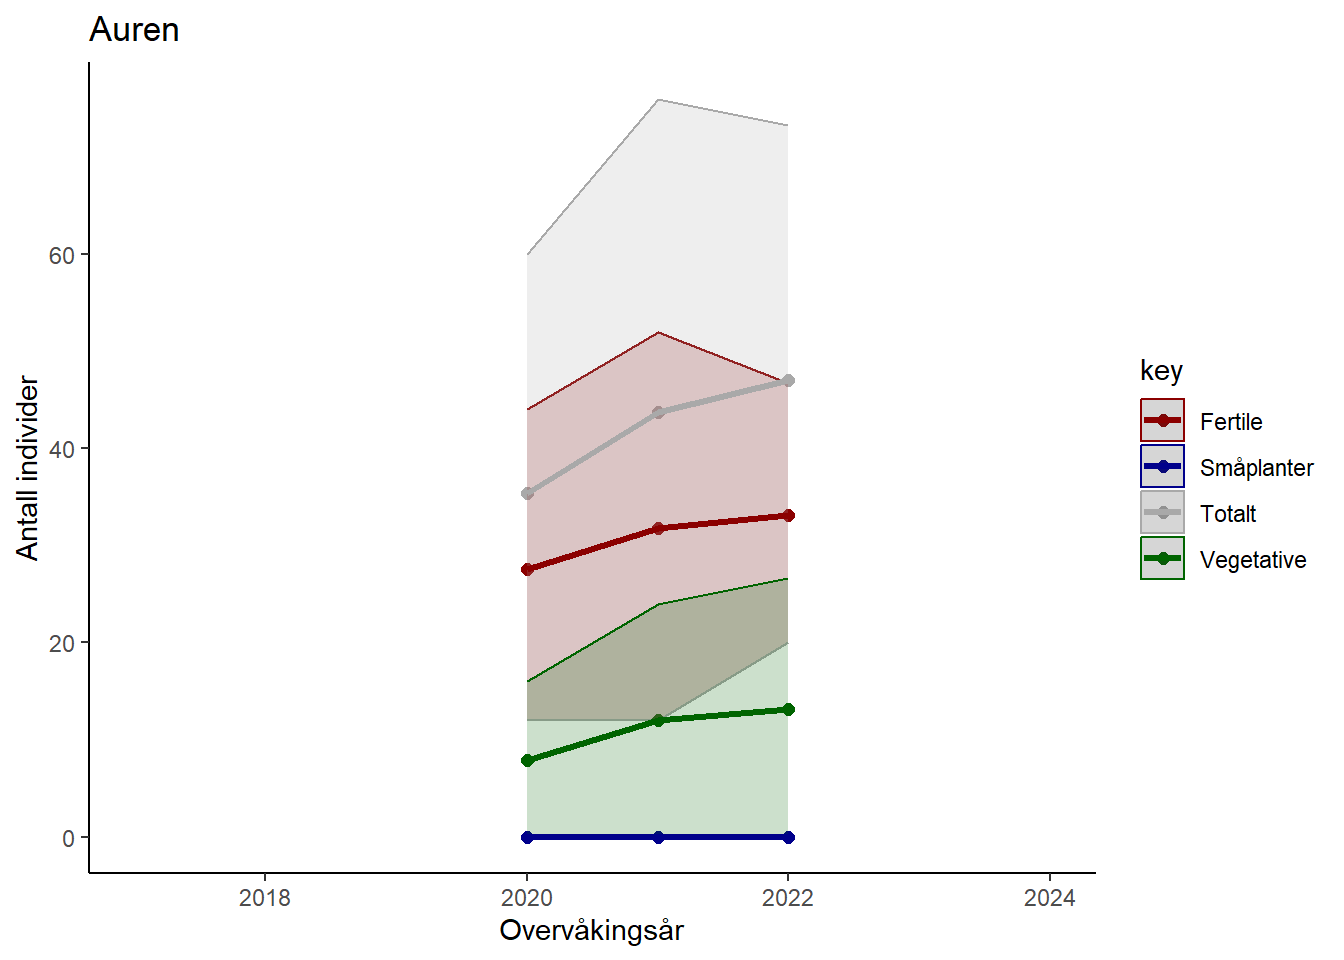 Auren
Antall individer
60
40
20
0
2018
2020
2022
2024
Overvåkingsår
key
Fertile
Småplanter
Totalt
Vegetative